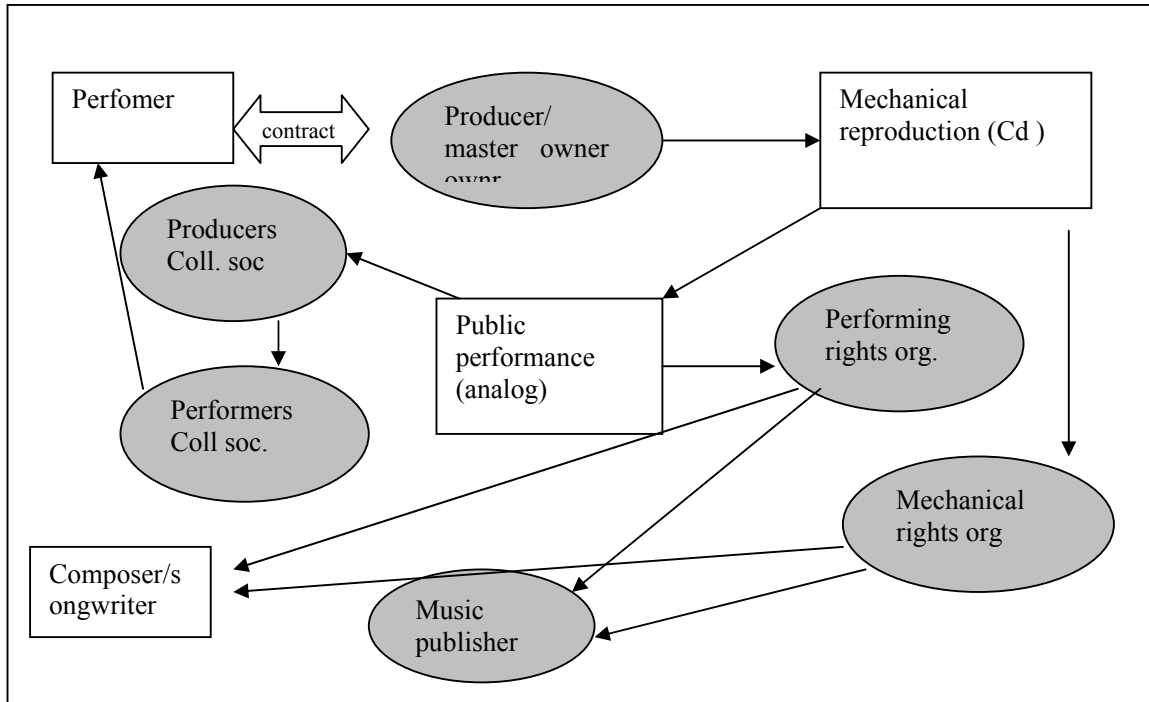 Perfomer
contract
Producer/
master owner
ownr
Mechanical
reproduction (Cd )
Producers
Coll. soc
Public
performance
(analog)
Performing
rights org.
Performers
Coll soc.
Mechanical
rights org
Composer/s
ongwriter
Music
publisher